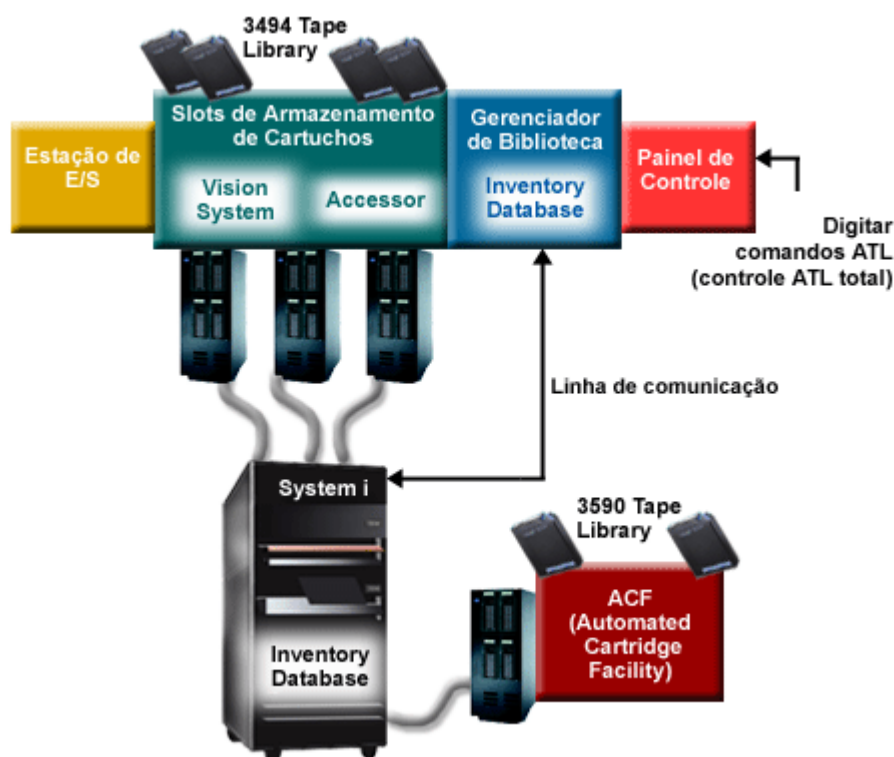 3494 Tape
Library
Slots de Armazenamento
de Cartuchos
Gerenciador
de Biblioteca
Estação de
E/S
Painel de
Controle
Vision
System
Accessor
Inventory
Database
Digitar
comandos ATL
(controle ATL total)
Linha de comunicação
System i
3590 Tape
Library
ACF
(Automated
Cartridge
Facility)
Inventory
Database